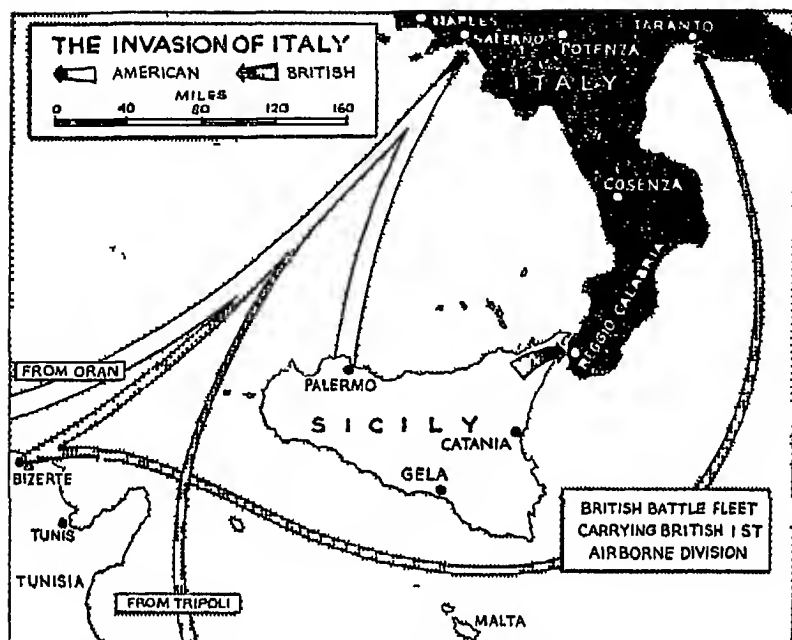 THE INVASION OF ITALY
AMERICAN BRITISH
MILES
0 40 80 120 160
NAPLES
SALERNO
POTENZA
TARANTO
ITALY
COSENZA
REGGIO CALABRIA
FROM ORAN
PALERMO
SICILY
CATANIA
GELA
BIZERTE
TUNIS
TUNISIA
FROM TRIPOLI
MALTA
BRITISH BATTLE FLEET
CARRYING BRITISH 1ST
AIRBORNE DIVISION